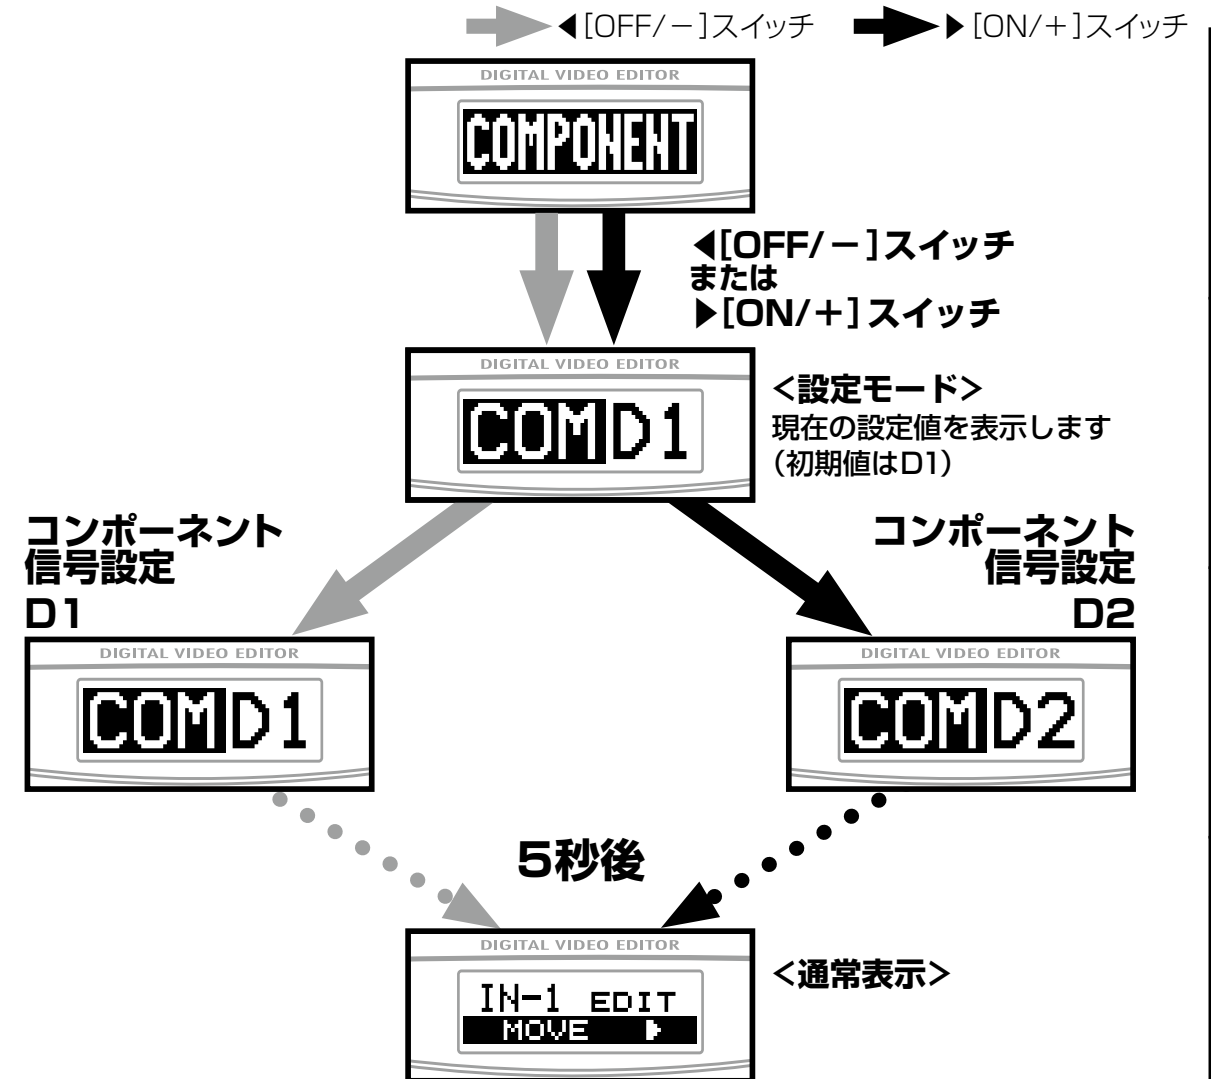 ◀[OFF/−]スイッチ ▶[ON/+]スイッチ
DIGITAL VIDEO EDITOR
COMPONENT
◀[OFF/−]スイッチ
または
▶[ON/+]スイッチ
DIGITAL VIDEO EDITOR
COM D1
<設定モード>
現在の設定値を表示します
(初期値はD1)
コンポーネント
信号設定
D1
コンポーネント
信号設定
D2
DIGITAL VIDEO EDITOR
COM D1
DIGITAL VIDEO EDITOR
COM D2
5秒後
DIGITAL VIDEO EDITOR
IN-1 EDIT
MOVE ▶
<通常表示>